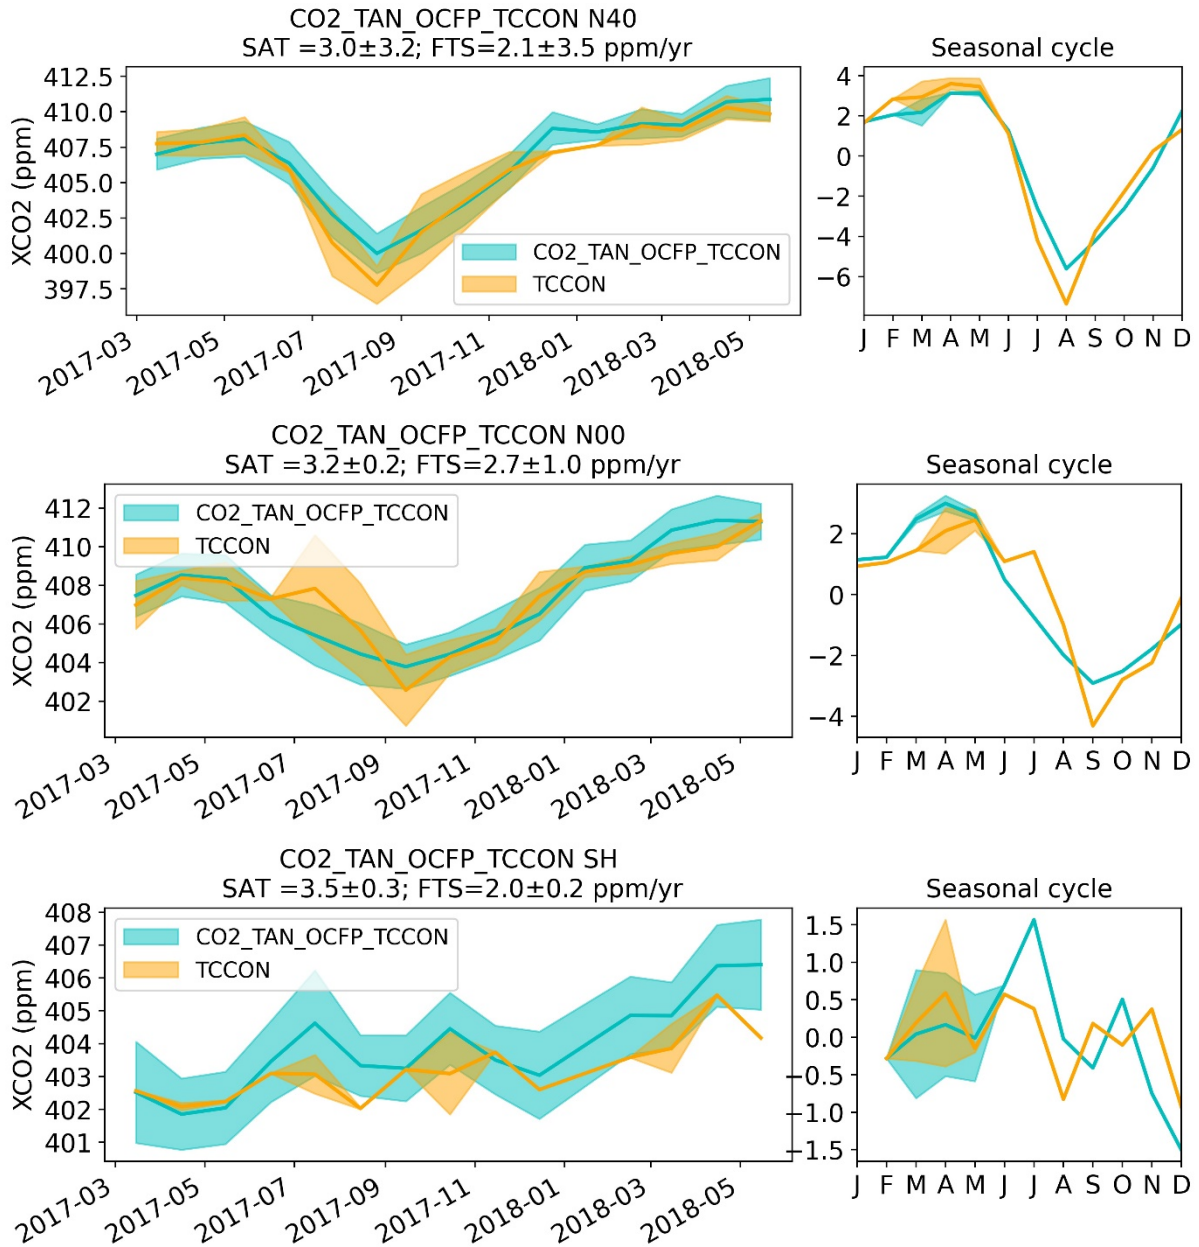 CO2_TAN_OCFP_TCCON N40
SAT =3.0±3.2; FTS=2.1±3.5 ppm/yr
XCO2 (ppm)
412.5
410.0
407.5
405.0
402.5
400.0
397.5
CO2_TAN_OCFP_TCCON
TCCON
2017-03
2017-05
2017-07
2017-09
2017-11
2018-01
2018-03
2018-05
Seasonal cycle
4
2
0
−2
−4
−6
J F M A M J J A S O N D
CO2_TAN_OCFP_TCCON N00
SAT =3.2±0.2; FTS=2.7±1.0 ppm/yr
XCO2 (ppm)
412
410
408
406
404
402
CO2_TAN_OCFP_TCCON
TCCON
2017-03
2017-05
2017-07
2017-09
2017-11
2018-01
2018-03
2018-05
Seasonal cycle
2
0
−2
−4
J F M A M J J A S O N D
CO2_TAN_OCFP_TCCON SH
SAT =3.5±0.3; FTS=2.0±0.2 ppm/yr
XCO2 (ppm)
408
407
406
405
404
403
402
401
CO2_TAN_OCFP_TCCON
TCCON
2017-03
2017-05
2017-07
2017-09
2017-11
2018-01
2018-03
2018-05
Seasonal cycle
1.5
1.0
0.5
0.0
−0.5
−1.0
−1.5
J F M A M J J A S O N D